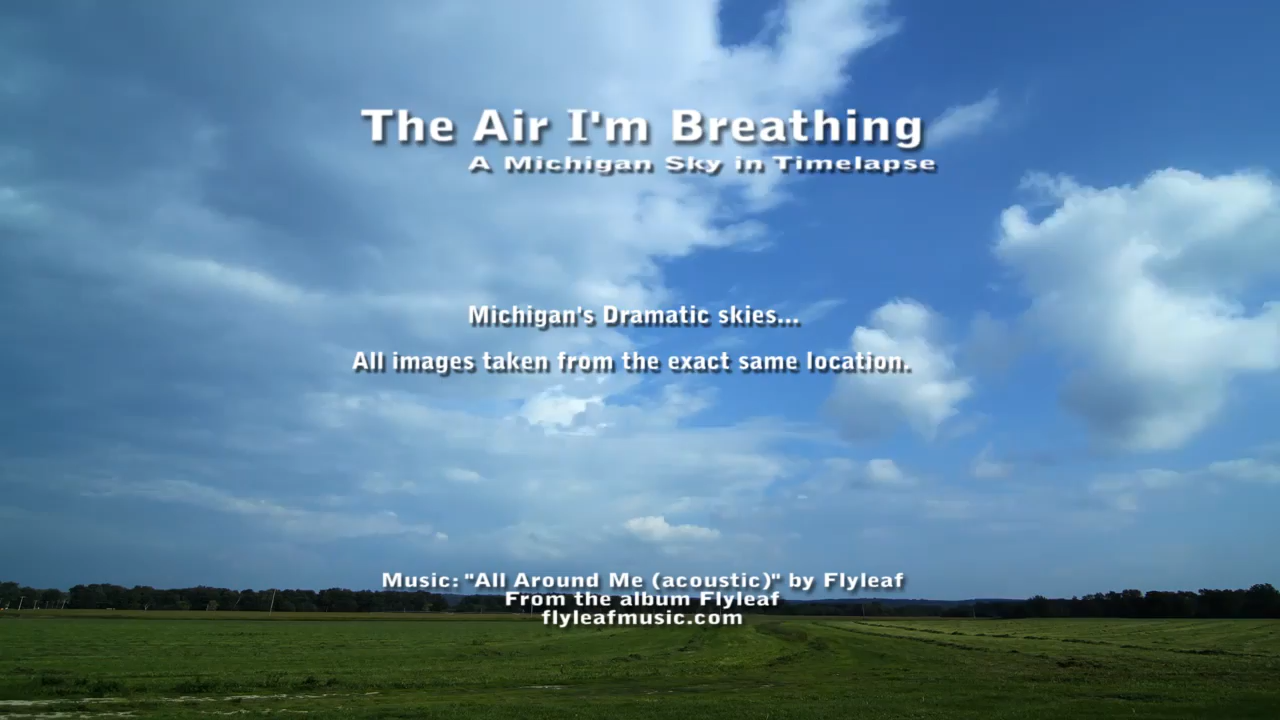 The Air I'm Breathing
A Michigan Sky in Timelapse
Michigan's Dramatic skies...
All images taken from the exact same location.
Music: "All Around Me (acoustic)" by Flyleaf
From the album Flyleaf
flyleafmusic.com